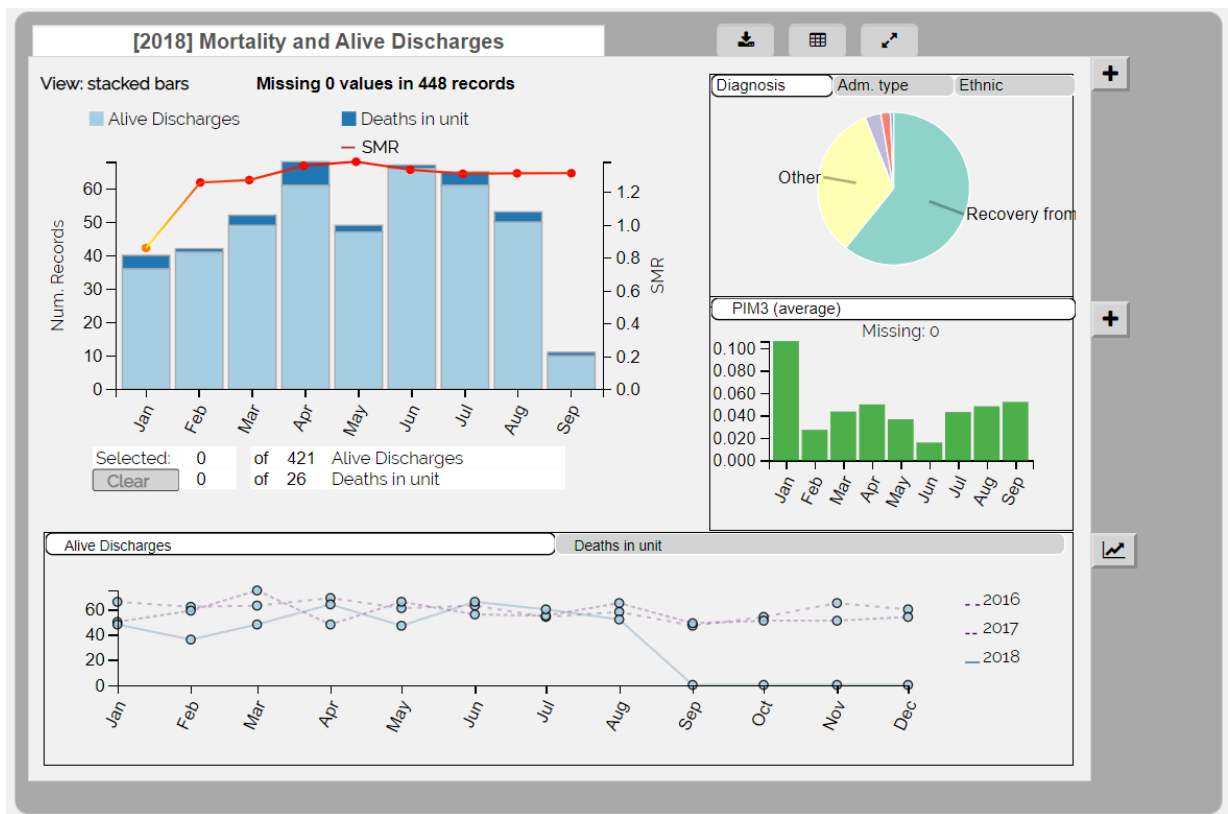 [2018] Mortality and Alive Discharges
View: stacked bars Missing 0 values in 448 records
Alive Discharges Deaths in unit
SMR
Num. Records
60
50
40
30
20
10
0
1.2
1.0
0.8
0.6
0.4
0.2
0.0
SMR
Jan Feb Mar Apr May Jun Jul Aug Sep
Selected: 0 of 421 Alive Discharges
Clear 0 of 26 Deaths in unit
Diagnosis Adm. type Ethnic
Other
Recovery from
PIM3 (average)
Missing: 0
0.100
0.080
0.060
0.040
0.020
0.000
Jan Feb Mar Apr May Jun Jul Aug Sep
Alive Discharges Deaths in unit
60
40
20
0
Jan Feb Mar Apr May Jun Jul Aug Sep Oct Nov Dec
2016
2017
2018